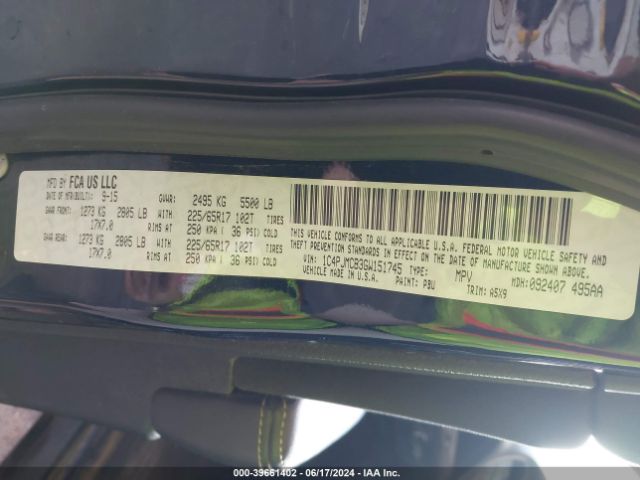 MFD BY FCA US LLC
DATE OF MFR(BUILT): 9-15 GVWR: 2495 KG 5500 LB
GAWR FRONT: 1273 KG 2805 LB WITH 225/65R17 102T TIRES
17X7.0 RIMS AT 250 KPA ( 36 PSI) COLD
GAWR REAR: 1273 KG 2805 LB WITH 225/65R17 102T TIRES
17X7.0 RIMS AT 250 KPA ( 36 PSI) COLD
THIS VEHICLE CONFORMS TO ALL APPLICABLE U.S.A. FEDERAL MOTOR VEHICLE SAFETY, BUMPER AND
THEFT PREVENTION STANDARDS IN EFFECT ON THE DATE OF MANUFACTURE SHOWN ABOVE.
VIN: 1C4PJMCB3GW151745 TYPE: MPV MDH: 092407 495AA
VEHICLE MADE IN U.S.A. PAINT: PBU TRIM: A5X9
000-39661402 - 06/17/2024 - IAA Inc.